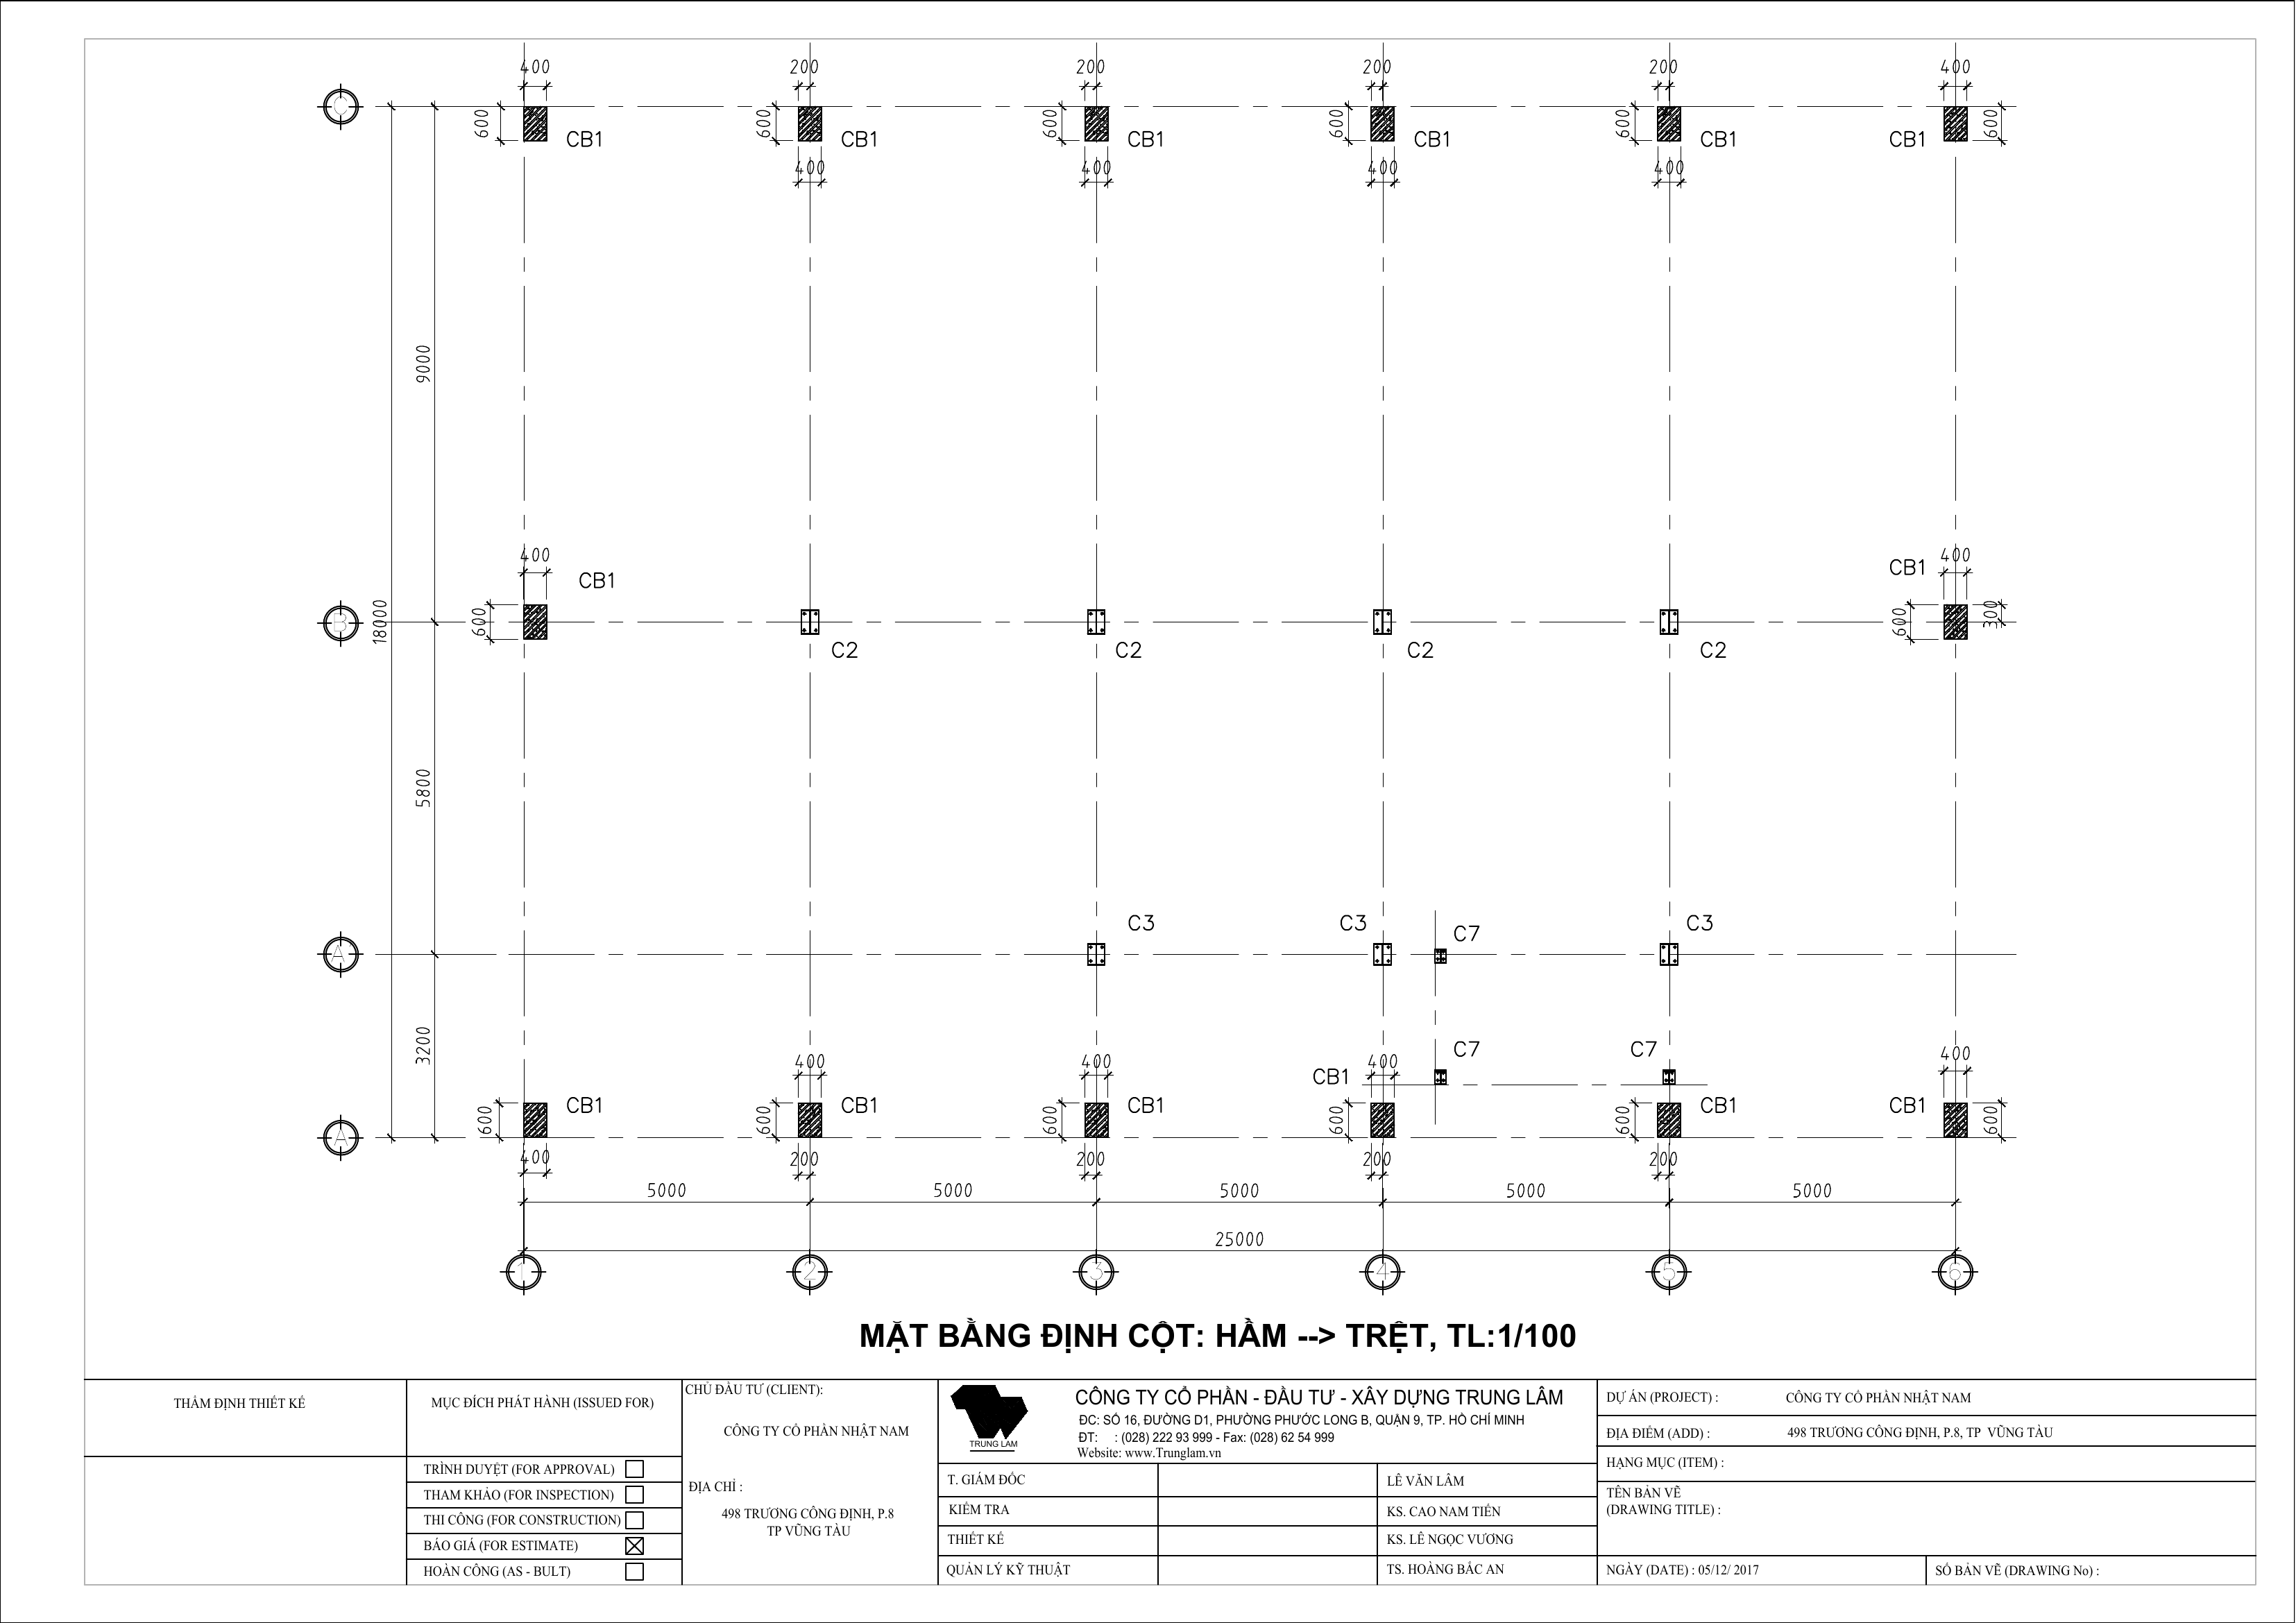 400 200 200 200 200 400
C
600 CB1 600 CB1 600 CB1 600 CB1 600 CB1 CB1 600
400 400 400 400
9000
400 CB1 CB1 400
B 18000 600 600 300
C2 C2 C2 C2
5800
C3 C3 C7 C3
A'
3200
400 400 400 C7 C7 400
CB1
600 CB1 600 CB1 600 CB1 600 600 CB1 CB1 600
A
400 200 200 200 200
5000 5000 5000 5000 5000
25000
1 2 3 4 5 6
MẶT BẰNG ĐỊNH CỘT: HẦM --> TRỆT, TL:1/100
THẨM ĐỊNH THIẾT KẾ
MỤC ĐÍCH PHÁT HÀNH (ISSUED FOR)
TRÌNH DUYỆT (FOR APPROVAL)
THAM KHẢO (FOR INSPECTION)
THI CÔNG (FOR CONSTRUCTION)
BÁO GIÁ (FOR ESTIMATE)
HOÀN CÔNG (AS - BULT)
CHỦ ĐẦU TƯ (CLIENT):
CÔNG TY CỔ PHẦN NHẬT NAM
ĐỊA CHỈ :
498 TRƯƠNG CÔNG ĐỊNH, P.8
TP VŨNG TÀU
TRUNG LAM
CÔNG TY CỔ PHẦN - ĐẦU TƯ - XÂY DỰNG TRUNG LÂM
ĐC: SỐ 16, ĐƯỜNG D1, PHƯỜNG PHƯỚC LONG B, QUẬN 9, TP. HỒ CHÍ MINH
ĐT: : (028) 222 93 999 - Fax: (028) 62 54 999
Website: www.Trunglam.vn
T. GIÁM ĐỐC LÊ VĂN LÂM
KIỂM TRA KS. CAO NAM TIẾN
THIẾT KẾ KS. LÊ NGỌC VƯƠNG
QUẢN LÝ KỸ THUẬT TS. HOÀNG BẮC AN
DỰ ÁN (PROJECT) : CÔNG TY CỔ PHẦN NHẬT NAM
ĐỊA ĐIỂM (ADD) : 498 TRƯƠNG CÔNG ĐỊNH, P.8, TP VŨNG TÀU
HẠNG MỤC (ITEM) :
TÊN BẢN VẼ
(DRAWING TITLE) :
NGÀY (DATE) : 05/12/ 2017
SỐ BẢN VẼ (DRAWING No) :